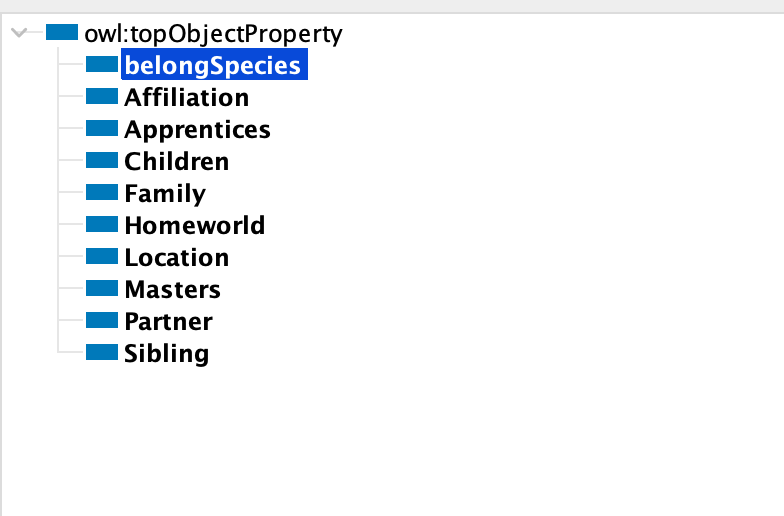 owl:topObjectProperty
belongSpecies
Affiliation
Apprentices
Children
Family
Homeworld
Location
Masters
Partner
Sibling